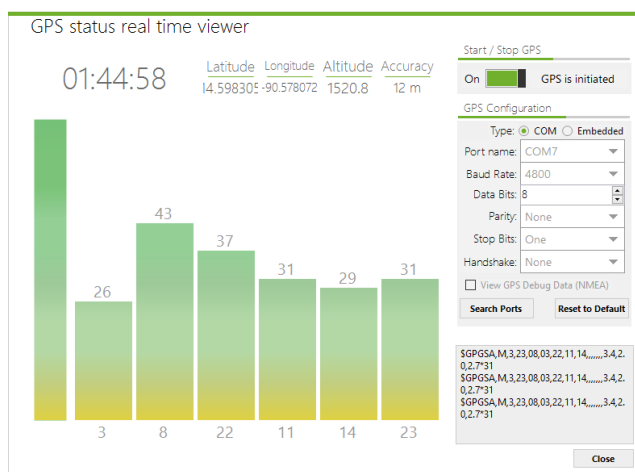 GPS status real time viewer
01:44:58
Latitude Longitude Altitude Accuracy
14.598305 -90.578072 1520.8 12 m
43
37
31
31
29
26
3 8 22 11 14 23
Start / Stop GPS
On GPS is initiated
GPS Configuration
Type: COM Embedded
Port name: COM7
Baud Rate: 4800
Data Bits: 8
Parity: None
Stop Bits: One
Handshake: None
View GPS Debug Data (NMEA)
Search Ports Reset to Default
$GPGSA,M,3,23,08,03,22,11,14,,,,,,,3.4,2.
0,2.7*31
$GPGSA,M,3,23,08,03,22,11,14,,,,,,,3.4,2.
0,2.7*31
$GPGSA,M,3,23,08,03,22,11,14,,,,,,,3.4,2.
0,2.7*31
Close